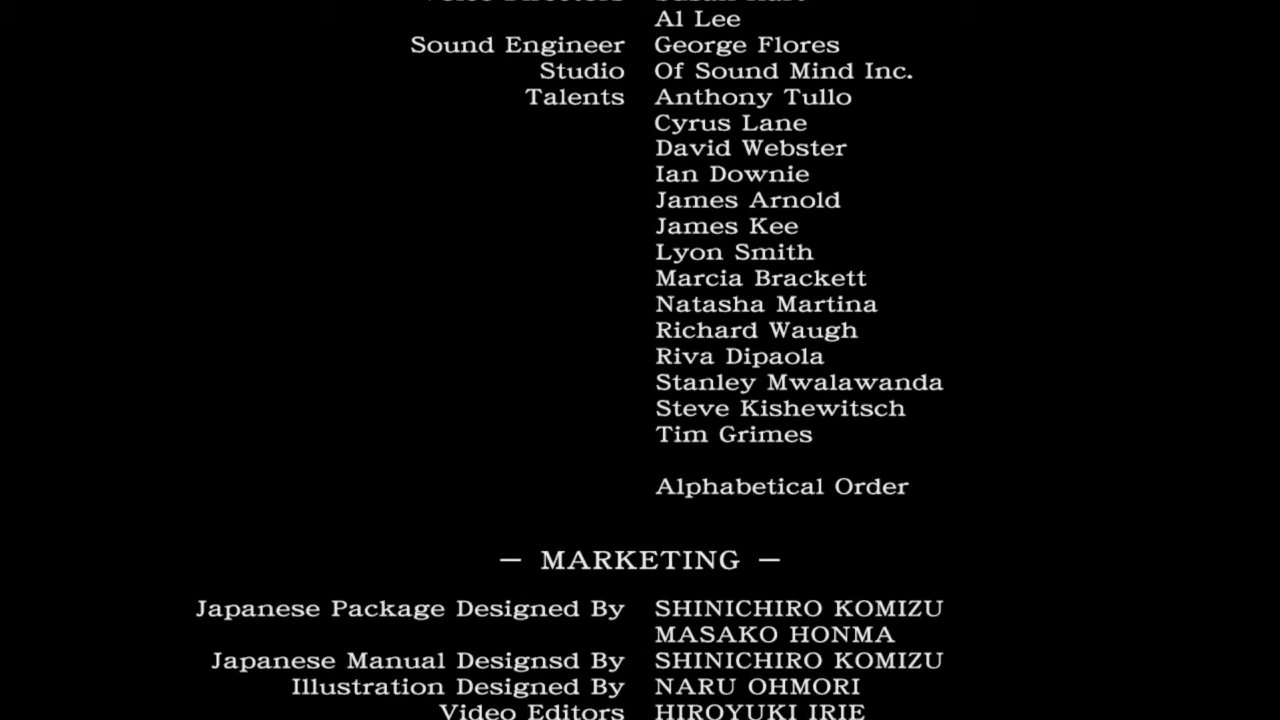 Al Lee
Sound Engineer George Flores
Studio Of Sound Mind Inc.
Talents Anthony Tullo
Cyrus Lane
David Webster
Ian Downie
James Arnold
James Kee
Lyon Smith
Marcia Brackett
Natasha Martina
Richard Waugh
Riva Dipaola
Stanley Mwalawanda
Steve Kishewitsch
Tim Grimes
Alphabetical Order
— MARKETING —
Japanese Package Designed By SHINICHIRO KOMIZU
MASAKO HONMA
Japanese Manual Designsd By SHINICHIRO KOMIZU
Illustration Designed By NARU OHMORI
Video Editors HIROYUKI IRIE